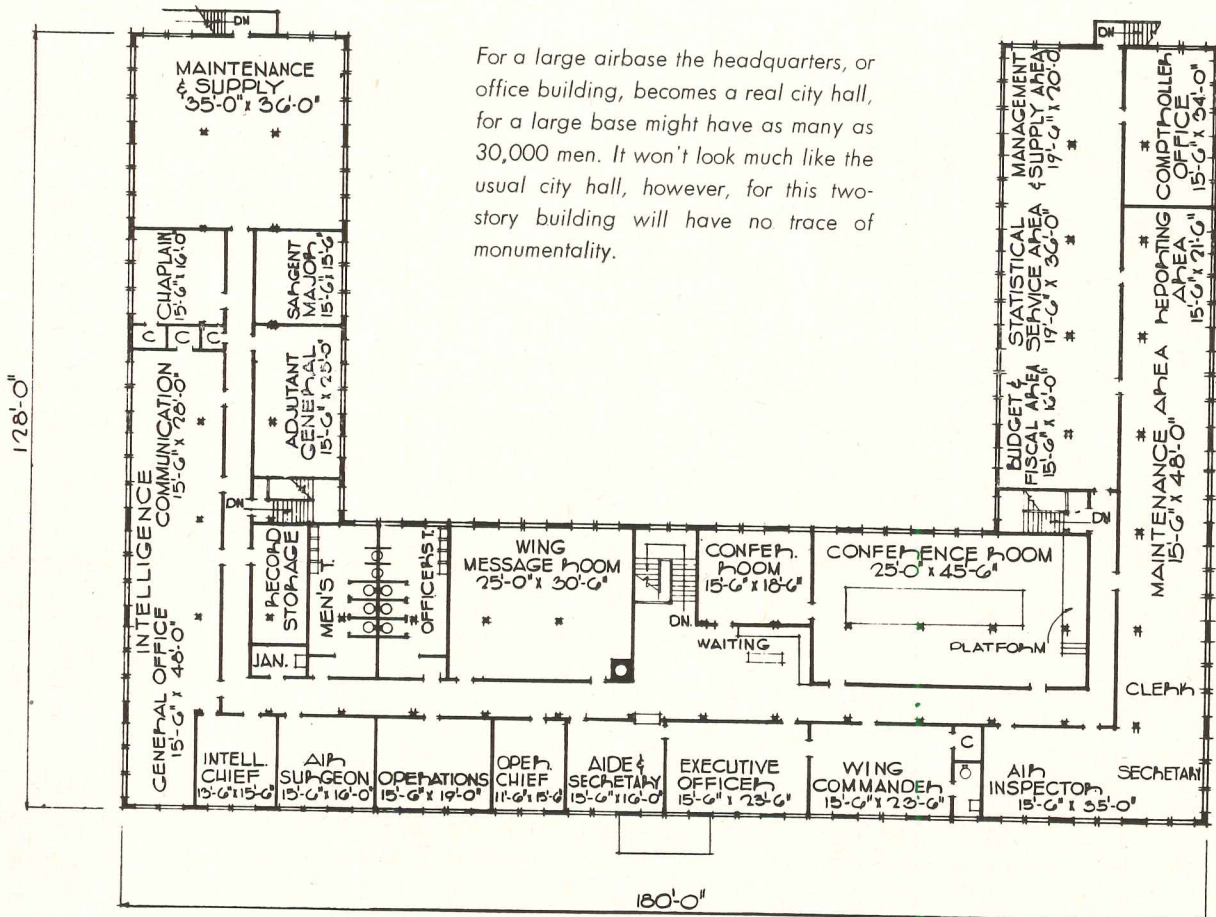 For a large airbase the headquarters, or
office building, becomes a real city hall,
for a large base might have as many as
30,000 men. It won't look much like the
usual city hall, however, for this two-
story building will have no trace of
monumentality.
DN
MAINTENANCE
& SUPPLY
35'-0" X 36'-0"
CHAPLAIN
15'-6" X 16'-0"
SARGENT
MAJOR
15'-6" X 15'-6"
C
C
C
ADJUTANT
GENERAL
15'-6" X 25'-0"
128'-0"
INTELLIGENCE
COMMUNICATION
15'-6" X 28'-0"
GENERAL OFFICE
15'-6" X 48'-0"
DN
RECORD
STORAGE
JAN.
MEN'S T.
OFFICERS T.
WING
MESSAGE ROOM
25'-0" X 30'-6"
DN.
CONFER.
ROOM
15'-6" X 18'-6"
WAITING
CONFERENCE ROOM
25'-0" X 45'-6"
PLATFORM
DN
MANAGEMENT
& SUPPLY AREA
19'-6" X 20'-0"
STATISTICAL
SERVICE AREA
19'-6" X 36'-0"
BUDGET &
FISCAL AREA
15'-6" X 16'-0"
DN
COMPTROLLER
OFFICE
15'-6" X 34'-0"
REPORTING
AREA
15'-6" X 21'-6"
MAINTENANCE AREA
15'-6" X 48'-0"
CLERK
SECRETARY
INTELL.
CHIEF
13'-6" X 15'-6"
AIR
SURGEON
15'-6" X 16'-0"
OPERATIONS
15'-6" X 19'-0"
OPER.
CHIEF
11'-6" X 15'-6"
AIDE &
SECRETARY
15'-6" X 16'-0"
EXECUTIVE
OFFICER
15'-6" X 23'-6"
WING
COMMANDER
15'-6" X 23'-6"
C
AIR
INSPECTOR
15'-6" X 35'-0"
180'-0"